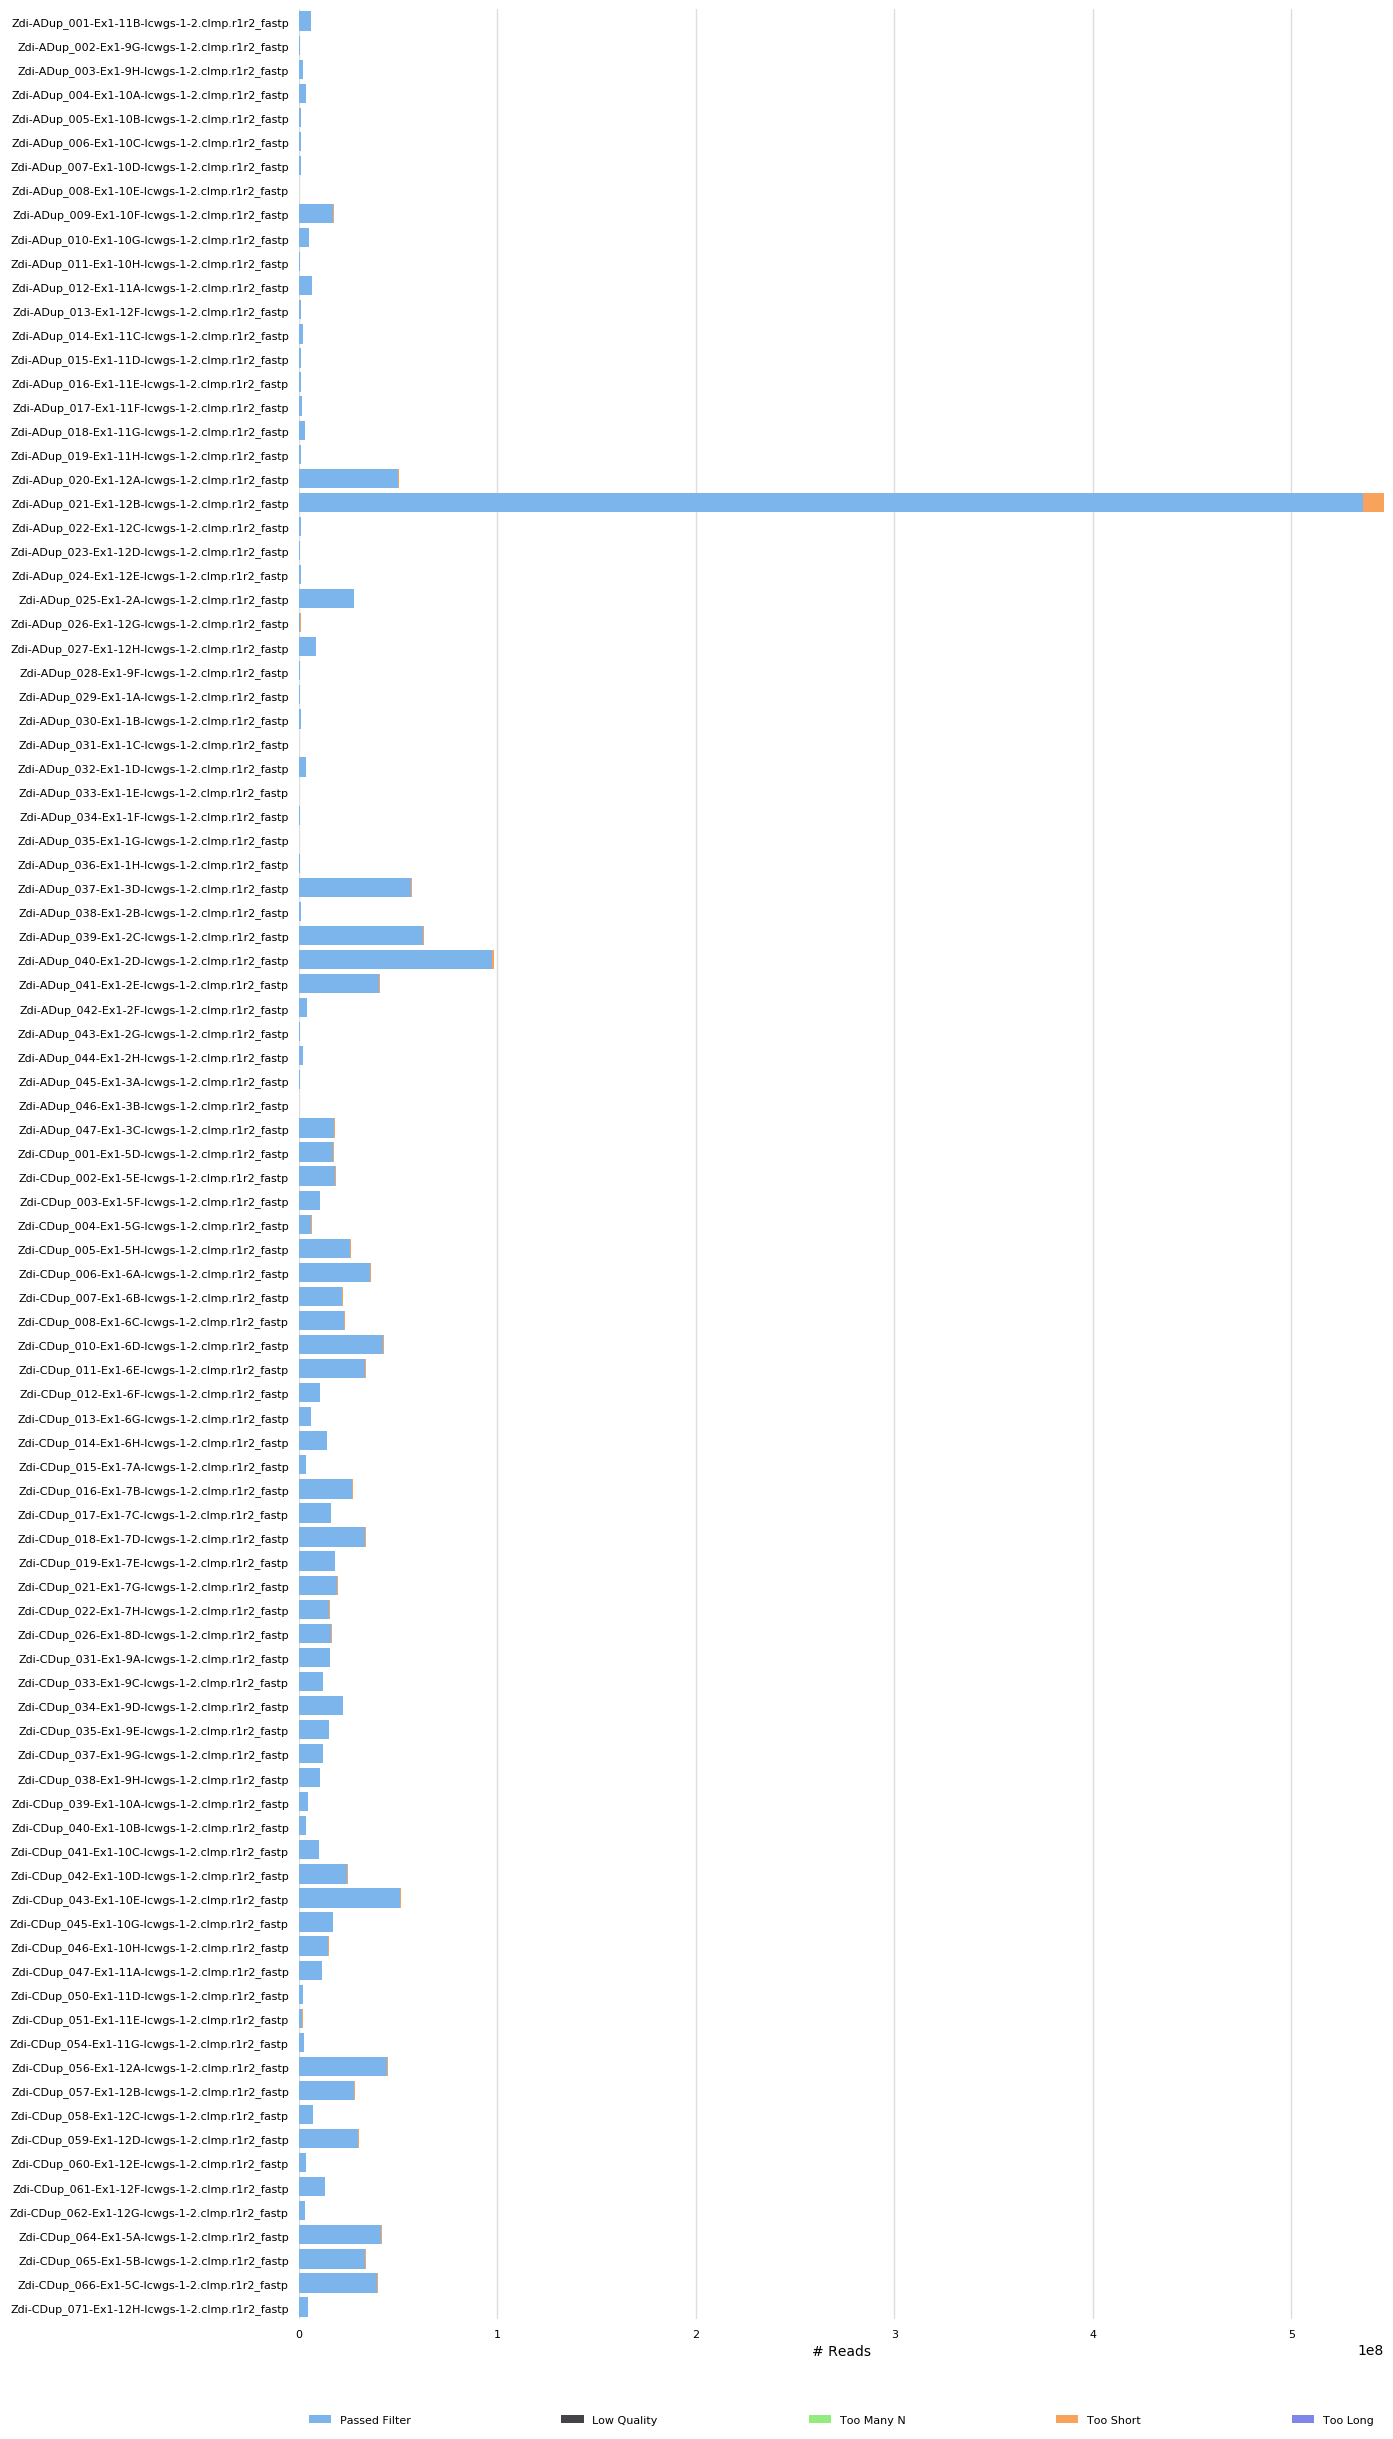 Zdi-ADup_001-Ex1-11B-lcwgs-1-2.clmp.r1r2_fastp
Zdi-ADup_002-Ex1-9G-lcwgs-1-2.clmp.r1r2_fastp
Zdi-ADup_003-Ex1-9H-lcwgs-1-2.clmp.r1r2_fastp
Zdi-ADup_004-Ex1-10A-lcwgs-1-2.clmp.r1r2_fastp
Zdi-ADup_005-Ex1-10B-lcwgs-1-2.clmp.r1r2_fastp
Zdi-ADup_006-Ex1-10C-lcwgs-1-2.clmp.r1r2_fastp
Zdi-ADup_007-Ex1-10D-lcwgs-1-2.clmp.r1r2_fastp
Zdi-ADup_008-Ex1-10E-lcwgs-1-2.clmp.r1r2_fastp
Zdi-ADup_009-Ex1-10F-lcwgs-1-2.clmp.r1r2_fastp
Zdi-ADup_010-Ex1-10G-lcwgs-1-2.clmp.r1r2_fastp
Zdi-ADup_011-Ex1-10H-lcwgs-1-2.clmp.r1r2_fastp
Zdi-ADup_012-Ex1-11A-lcwgs-1-2.clmp.r1r2_fastp
Zdi-ADup_013-Ex1-12F-lcwgs-1-2.clmp.r1r2_fastp
Zdi-ADup_014-Ex1-11C-lcwgs-1-2.clmp.r1r2_fastp
Zdi-ADup_015-Ex1-11D-lcwgs-1-2.clmp.r1r2_fastp
Zdi-ADup_016-Ex1-11E-lcwgs-1-2.clmp.r1r2_fastp
Zdi-ADup_017-Ex1-11F-lcwgs-1-2.clmp.r1r2_fastp
Zdi-ADup_018-Ex1-11G-lcwgs-1-2.clmp.r1r2_fastp
Zdi-ADup_019-Ex1-11H-lcwgs-1-2.clmp.r1r2_fastp
Zdi-ADup_020-Ex1-12A-lcwgs-1-2.clmp.r1r2_fastp
Zdi-ADup_021-Ex1-12B-lcwgs-1-2.clmp.r1r2_fastp
Zdi-ADup_022-Ex1-12C-lcwgs-1-2.clmp.r1r2_fastp
Zdi-ADup_023-Ex1-12D-lcwgs-1-2.clmp.r1r2_fastp
Zdi-ADup_024-Ex1-12E-lcwgs-1-2.clmp.r1r2_fastp
Zdi-ADup_025-Ex1-2A-lcwgs-1-2.clmp.r1r2_fastp
Zdi-ADup_026-Ex1-12G-lcwgs-1-2.clmp.r1r2_fastp
Zdi-ADup_027-Ex1-12H-lcwgs-1-2.clmp.r1r2_fastp
Zdi-ADup_028-Ex1-9F-lcwgs-1-2.clmp.r1r2_fastp
Zdi-ADup_029-Ex1-1A-lcwgs-1-2.clmp.r1r2_fastp
Zdi-ADup_030-Ex1-1B-lcwgs-1-2.clmp.r1r2_fastp
Zdi-ADup_031-Ex1-1C-lcwgs-1-2.clmp.r1r2_fastp
Zdi-ADup_032-Ex1-1D-lcwgs-1-2.clmp.r1r2_fastp
Zdi-ADup_033-Ex1-1E-lcwgs-1-2.clmp.r1r2_fastp
Zdi-ADup_034-Ex1-1F-lcwgs-1-2.clmp.r1r2_fastp
Zdi-ADup_035-Ex1-1G-lcwgs-1-2.clmp.r1r2_fastp
Zdi-ADup_036-Ex1-1H-lcwgs-1-2.clmp.r1r2_fastp
Zdi-ADup_037-Ex1-3D-lcwgs-1-2.clmp.r1r2_fastp
Zdi-ADup_038-Ex1-2B-lcwgs-1-2.clmp.r1r2_fastp
Zdi-ADup_039-Ex1-2C-lcwgs-1-2.clmp.r1r2_fastp
Zdi-ADup_040-Ex1-2D-lcwgs-1-2.clmp.r1r2_fastp
Zdi-ADup_041-Ex1-2E-lcwgs-1-2.clmp.r1r2_fastp
Zdi-ADup_042-Ex1-2F-lcwgs-1-2.clmp.r1r2_fastp
Zdi-ADup_043-Ex1-2G-lcwgs-1-2.clmp.r1r2_fastp
Zdi-ADup_044-Ex1-2H-lcwgs-1-2.clmp.r1r2_fastp
Zdi-ADup_045-Ex1-3A-lcwgs-1-2.clmp.r1r2_fastp
Zdi-ADup_046-Ex1-3B-lcwgs-1-2.clmp.r1r2_fastp
Zdi-ADup_047-Ex1-3C-lcwgs-1-2.clmp.r1r2_fastp
Zdi-CDup_001-Ex1-5D-lcwgs-1-2.clmp.r1r2_fastp
Zdi-CDup_002-Ex1-5E-lcwgs-1-2.clmp.r1r2_fastp
Zdi-CDup_003-Ex1-5F-lcwgs-1-2.clmp.r1r2_fastp
Zdi-CDup_004-Ex1-5G-lcwgs-1-2.clmp.r1r2_fastp
Zdi-CDup_005-Ex1-5H-lcwgs-1-2.clmp.r1r2_fastp
Zdi-CDup_006-Ex1-6A-lcwgs-1-2.clmp.r1r2_fastp
Zdi-CDup_007-Ex1-6B-lcwgs-1-2.clmp.r1r2_fastp
Zdi-CDup_008-Ex1-6C-lcwgs-1-2.clmp.r1r2_fastp
Zdi-CDup_010-Ex1-6D-lcwgs-1-2.clmp.r1r2_fastp
Zdi-CDup_011-Ex1-6E-lcwgs-1-2.clmp.r1r2_fastp
Zdi-CDup_012-Ex1-6F-lcwgs-1-2.clmp.r1r2_fastp
Zdi-CDup_013-Ex1-6G-lcwgs-1-2.clmp.r1r2_fastp
Zdi-CDup_014-Ex1-6H-lcwgs-1-2.clmp.r1r2_fastp
Zdi-CDup_015-Ex1-7A-lcwgs-1-2.clmp.r1r2_fastp
Zdi-CDup_016-Ex1-7B-lcwgs-1-2.clmp.r1r2_fastp
Zdi-CDup_017-Ex1-7C-lcwgs-1-2.clmp.r1r2_fastp
Zdi-CDup_018-Ex1-7D-lcwgs-1-2.clmp.r1r2_fastp
Zdi-CDup_019-Ex1-7E-lcwgs-1-2.clmp.r1r2_fastp
Zdi-CDup_021-Ex1-7G-lcwgs-1-2.clmp.r1r2_fastp
Zdi-CDup_022-Ex1-7H-lcwgs-1-2.clmp.r1r2_fastp
Zdi-CDup_026-Ex1-8D-lcwgs-1-2.clmp.r1r2_fastp
Zdi-CDup_031-Ex1-9A-lcwgs-1-2.clmp.r1r2_fastp
Zdi-CDup_033-Ex1-9C-lcwgs-1-2.clmp.r1r2_fastp
Zdi-CDup_034-Ex1-9D-lcwgs-1-2.clmp.r1r2_fastp
Zdi-CDup_035-Ex1-9E-lcwgs-1-2.clmp.r1r2_fastp
Zdi-CDup_037-Ex1-9G-lcwgs-1-2.clmp.r1r2_fastp
Zdi-CDup_038-Ex1-9H-lcwgs-1-2.clmp.r1r2_fastp
Zdi-CDup_039-Ex1-10A-lcwgs-1-2.clmp.r1r2_fastp
Zdi-CDup_040-Ex1-10B-lcwgs-1-2.clmp.r1r2_fastp
Zdi-CDup_041-Ex1-10C-lcwgs-1-2.clmp.r1r2_fastp
Zdi-CDup_042-Ex1-10D-lcwgs-1-2.clmp.r1r2_fastp
Zdi-CDup_043-Ex1-10E-lcwgs-1-2.clmp.r1r2_fastp
Zdi-CDup_045-Ex1-10G-lcwgs-1-2.clmp.r1r2_fastp
Zdi-CDup_046-Ex1-10H-lcwgs-1-2.clmp.r1r2_fastp
Zdi-CDup_047-Ex1-11A-lcwgs-1-2.clmp.r1r2_fastp
Zdi-CDup_050-Ex1-11D-lcwgs-1-2.clmp.r1r2_fastp
Zdi-CDup_051-Ex1-11E-lcwgs-1-2.clmp.r1r2_fastp
Zdi-CDup_054-Ex1-11G-lcwgs-1-2.clmp.r1r2_fastp
Zdi-CDup_056-Ex1-12A-lcwgs-1-2.clmp.r1r2_fastp
Zdi-CDup_057-Ex1-12B-lcwgs-1-2.clmp.r1r2_fastp
Zdi-CDup_058-Ex1-12C-lcwgs-1-2.clmp.r1r2_fastp
Zdi-CDup_059-Ex1-12D-lcwgs-1-2.clmp.r1r2_fastp
Zdi-CDup_060-Ex1-12E-lcwgs-1-2.clmp.r1r2_fastp
Zdi-CDup_061-Ex1-12F-lcwgs-1-2.clmp.r1r2_fastp
Zdi-CDup_062-Ex1-12G-lcwgs-1-2.clmp.r1r2_fastp
Zdi-CDup_064-Ex1-5A-lcwgs-1-2.clmp.r1r2_fastp
Zdi-CDup_065-Ex1-5B-lcwgs-1-2.clmp.r1r2_fastp
Zdi-CDup_066-Ex1-5C-lcwgs-1-2.clmp.r1r2_fastp
Zdi-CDup_071-Ex1-12H-lcwgs-1-2.clmp.r1r2_fastp
0 1 2 3 4 5
# Reads
1e8
Passed Filter Low Quality Too Many N Too Short Too Long